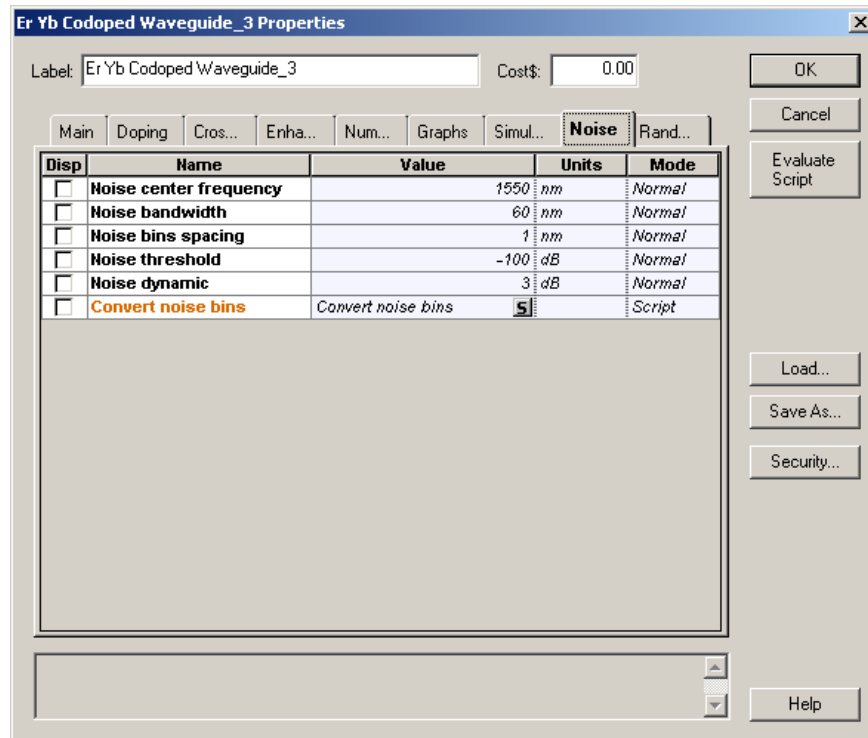 Er Yb Codoped Waveguide_3 Properties
Label: Er Yb Codoped Waveguide_3 Cost$: 0.00 OK
Cancel
Main Doping Cros... Enha... Num... Graphs Simul... Noise Rand...
Evaluate Script
Disp Name Value Units Mode
Noise center frequency 1550 nm Normal
Noise bandwidth 60 nm Normal
Noise bins spacing 1 nm Normal
Noise threshold -100 dB Normal
Noise dynamic 3 dB Normal
Convert noise bins Convert noise bins S Script
Load...
Save As...
Security...
Help